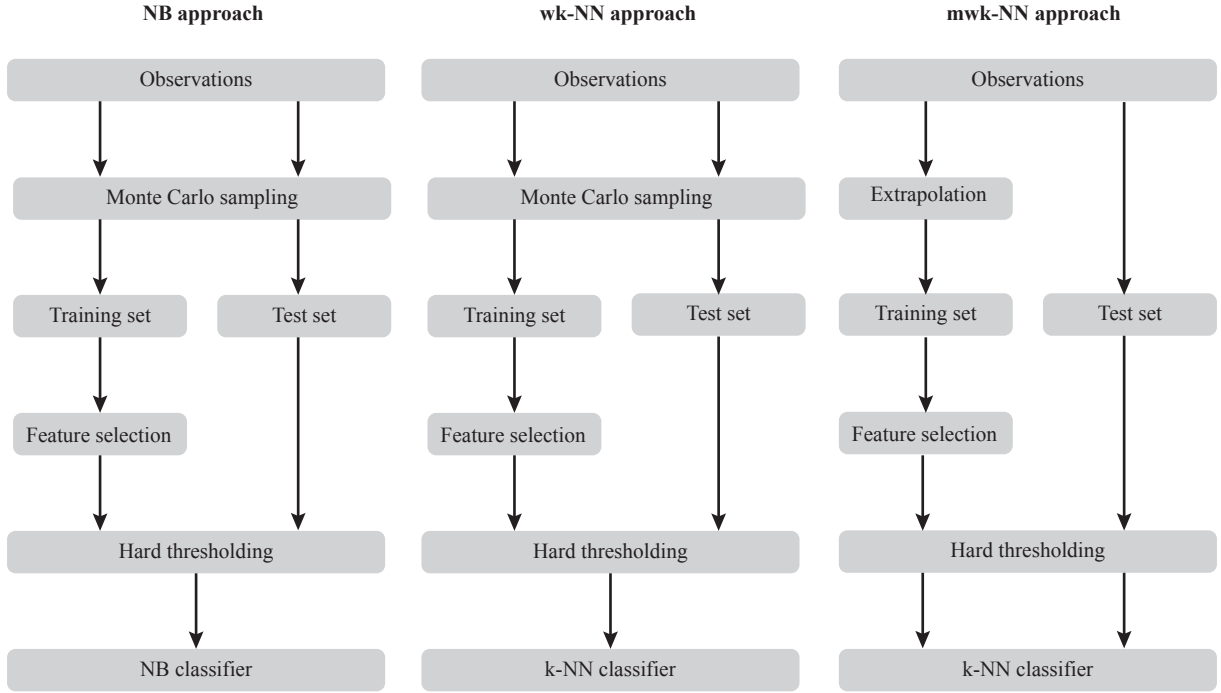 NB approach
Observations
Monte Carlo sampling
Training set
Test set
Feature selection
Hard thresholding
NB classifier
wk-NN approach
Observations
Monte Carlo sampling
Training set
Test set
Feature selection
Hard thresholding
k-NN classifier
mwk-NN approach
Observations
Extrapolation
Training set
Test set
Feature selection
Hard thresholding
k-NN classifier